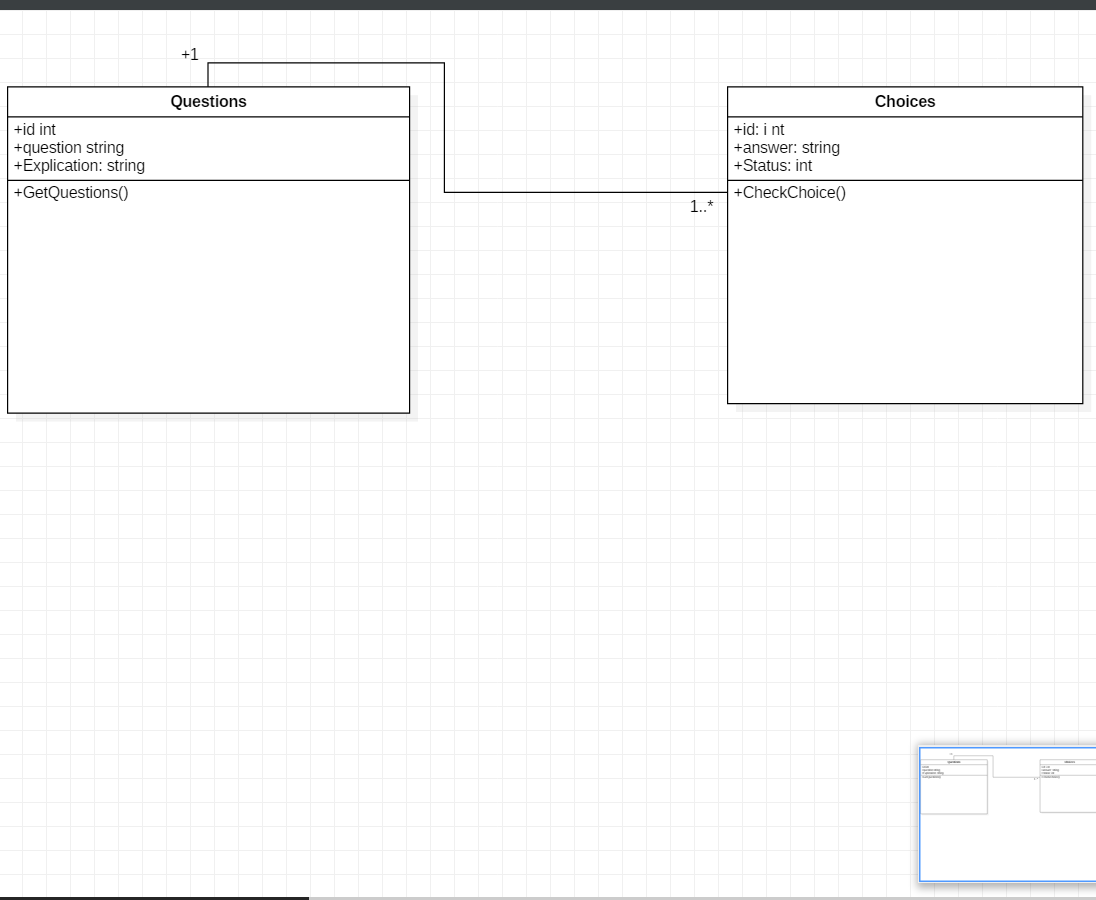 +1
Questions
+id int
+question string
+Explication: string
+GetQuestions()
1..*
Choices
+id: i nt
+answer: string
+Status: int
+CheckChoice()